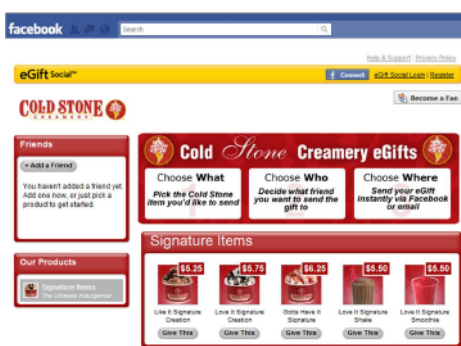 facebook
Search
Help & Support | Privacy Policy
eGift Social™
f Connect
eGift Social Login | Register
COLD STONE
CREAMERY
Become a Fan
Friends
+ Add a Friend
You haven't added a friend yet.
Add one now, or just pick a
product to get started.
Cold Stone Creamery eGifts
Choose What
Pick the Cold Stone
item you'd like to send
Choose Who
Decide what friend
you want to send the
gift to
Choose Where
Send your eGift
instantly via Facebook
or email
Our Products
Signature Items
The Ultimate Indulgence!
Signature Items
$5.25
$5.75
$6.25
$5.50
$5.50
Like It Signature
Creation
Love It Signature
Creation
Gotta Have It
Signature
Love It Signature
Shake
Love It Signature
Smoothie
Give This
Give This
Give This
Give This
Give This